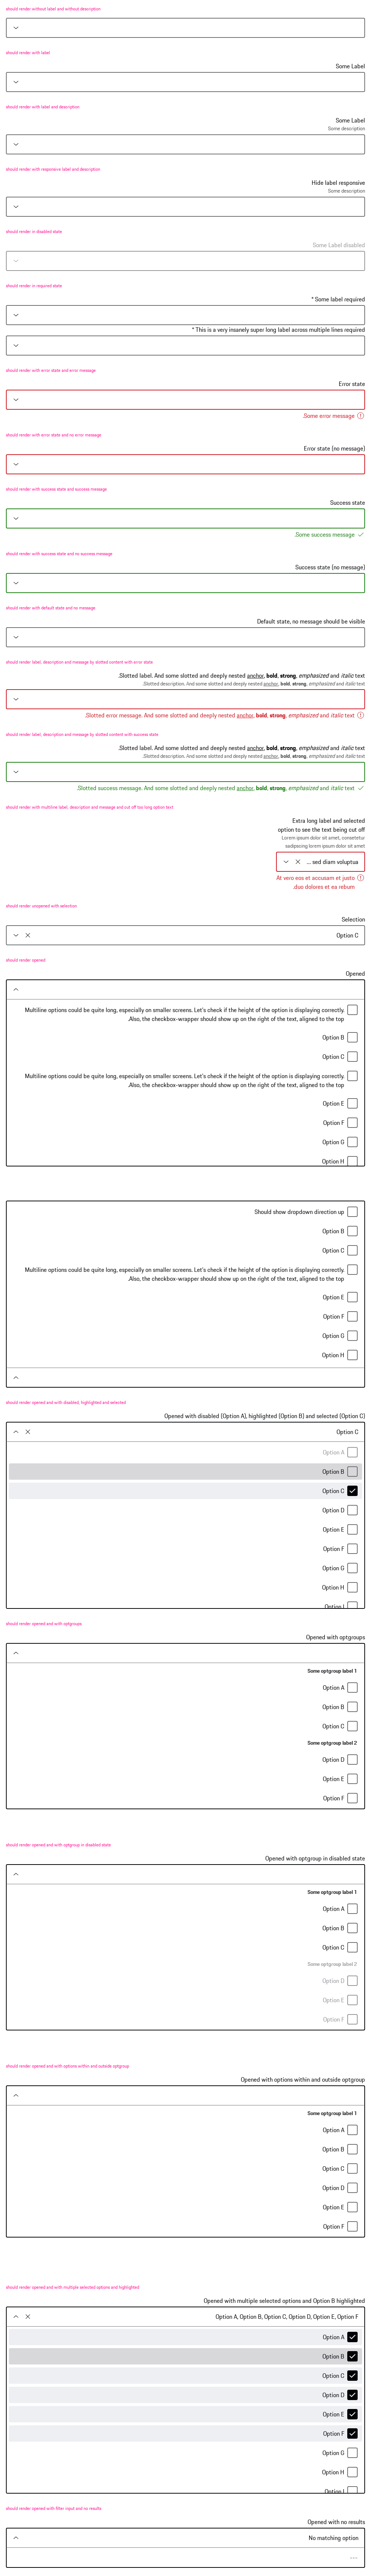 should render without label and without description
should render with label
Some Label
should render with label and description
Some Label
Some description
should render with responsive label and description
Hide label responsive
Some description
should render in disabled state
Some Label disabled
should render in required state
* Some label required
* This is a very insanely super long label across multiple lines required
should render with error state and error message
Error state
.Some error message
should render with error state and no error message
Error state (no message)
should render with success state and success message
Success state
.Some success message
should render with success state and no success message
Success state (no message)
should render with default state and no message
Default state, no message should be visible
should render label, description and message by slotted content with error state
.Slotted label. And some slotted and deeply nested anchor, bold, strong, emphasized and italic text
.Slotted description. And some slotted and deeply nested anchor, bold, strong, emphasized and italic text
.Slotted error message. And some slotted and deeply nested anchor, bold, strong, emphasized and italic text
should render label, description and message by slotted content with success state
.Slotted label. And some slotted and deeply nested anchor, bold, strong, emphasized and italic text
.Slotted description. And some slotted and deeply nested anchor, bold, strong, emphasized and italic text
.Slotted success message. And some slotted and deeply nested anchor, bold, strong, emphasized and italic text
should render with multiline label, description and message and cut off too long option text
Extra long label and selected
option to see the text being cut off
Lorem ipsum dolor sit amet, consetetur
sadipscing lorem ipsum dolor sit amet
... sed diam voluptua
At vero eos et accusam et justo
.duo dolores et ea rebum
should render unopened with selection
Selection
Option C
should render opened
Opened
Multiline options could be quite long, especially on smaller screens. Let's check if the height of the option is displaying correctly.
.Also, the checkbox-wrapper should show up on the right of the text, aligned to the top
Option B
Option C
Multiline options could be quite long, especially on smaller screens. Let's check if the height of the option is displaying correctly.
.Also, the checkbox-wrapper should show up on the right of the text, aligned to the top
Option E
Option F
Option G
Option H
Should show dropdown direction up
Option B
Option C
Multiline options could be quite long, especially on smaller screens. Let's check if the height of the option is displaying correctly.
.Also, the checkbox-wrapper should show up on the right of the text, aligned to the top
Option E
Option F
Option G
Option H
should render opened and with disabled, highlighted and selected
Opened with disabled (Option A), highlighted (Option B) and selected (Option C)
Option C
Option A
Option B
Option C
Option D
Option E
Option F
Option G
Option H
Option I
should render opened and with optgroups
Opened with optgroups
Some optgroup label 1
Option A
Option B
Option C
Some optgroup label 2
Option D
Option E
Option F
should render opened and with optgroup in disabled state
Opened with optgroup in disabled state
Some optgroup label 1
Option A
Option B
Option C
Some optgroup label 2
Option D
Option E
Option F
should render opened and with options within and outside optgroup
Opened with options within and outside optgroup
Some optgroup label 1
Option A
Option B
Option C
Option D
Option E
Option F
should render opened and with multiple selected options and highlighted
Opened with multiple selected options and Option B highlighted
Option A, Option B, Option C, Option D, Option E, Option F
Option A
Option B
Option C
Option D
Option E
Option F
Option G
Option H
Option I
should render opened with filter input and no results
Opened with no results
No matching option
---